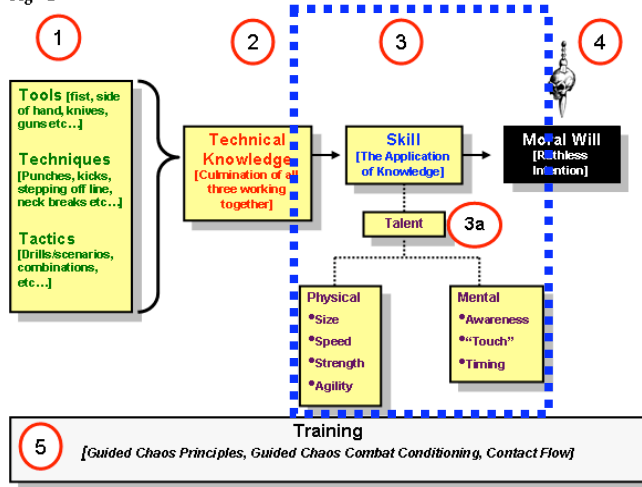 1
2
3
4
Tools [fist, side
of hand, knives,
guns etc…]
Techniques
[Punches, kicks,
stepping off line,
neck breaks etc…]
Tactics
[Drills/scenarios,
combinations,
etc…]
Technical
Knowledge
[Culmination of all
three working
together]
Skill
[The Application
of Knowledge]
Moral Will
[Ruthless
Intention]
Talent
3a
Physical
•Size
•Speed
•Strength
•Agility
Mental
•Awareness
•“Touch”
•Timing
5
Training
[Guided Chaos Principles, Guided Chaos Combat Conditioning, Contact Flow]